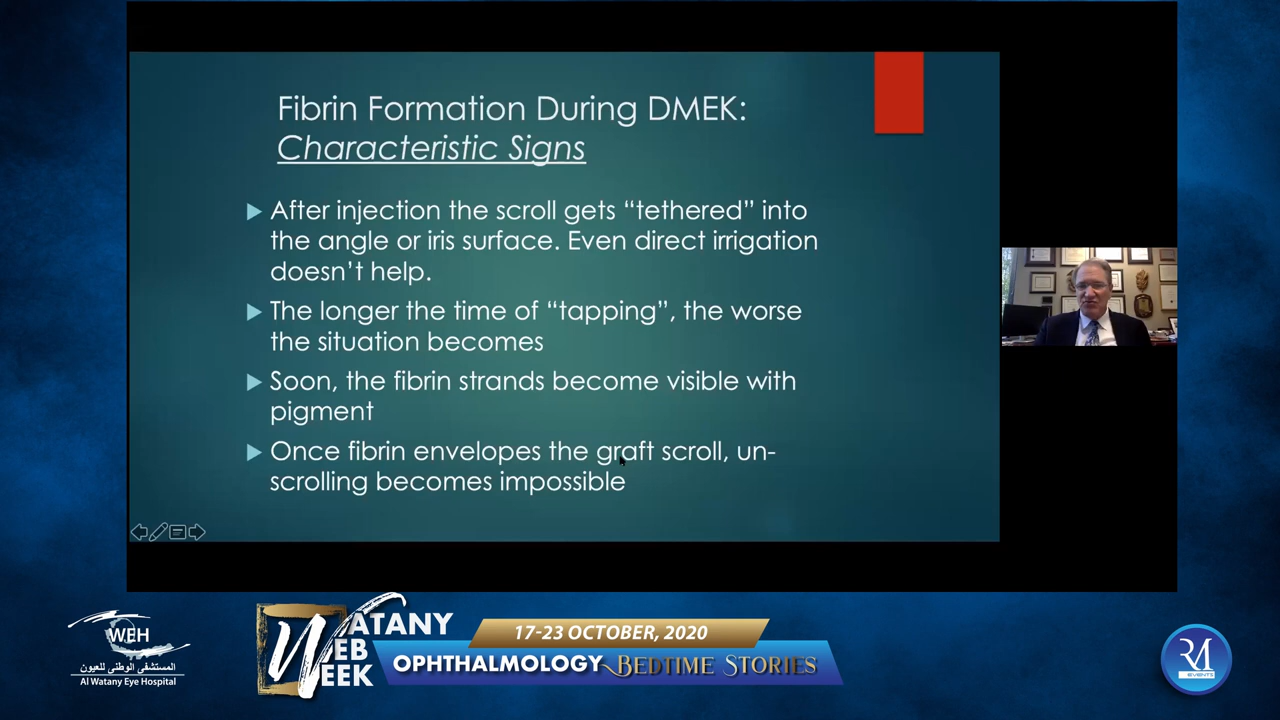 Fibrin Formation During DMEK:
Characteristic Signs
After injection the scroll gets “tethered” into
the angle or iris surface. Even direct irrigation
doesn’t help.
The longer the time of “tapping”, the worse
the situation becomes
Soon, the fibrin strands become visible with
pigment
Once fibrin envelopes the graft scroll, un-
scrolling becomes impossible
WEH
المستشفى الوطنى للعيون
Al Watany Eye Hospital
WATANY
WEB
WEEK
17-23 OCTOBER, 2020
OPHTHALMOLOGY BEDTIME STORIES
RM
EVENTS